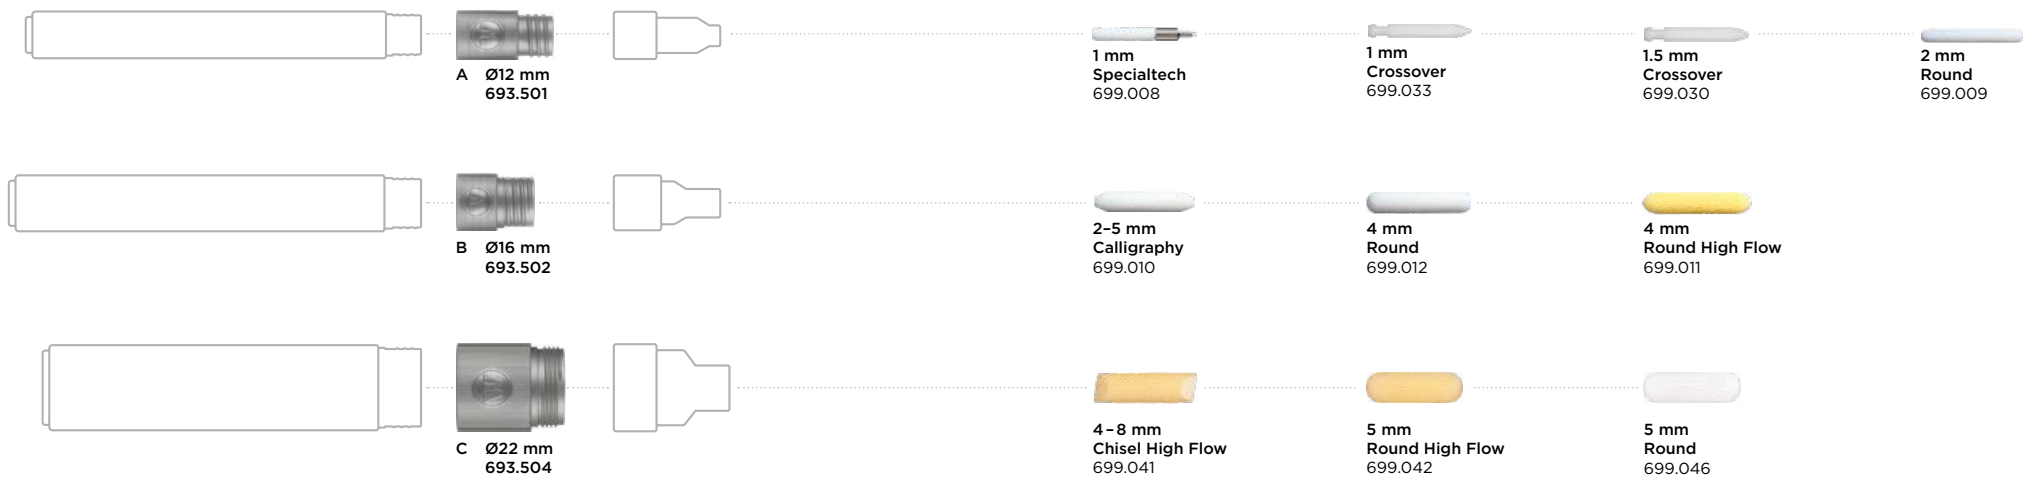 1 mm
Specialtech
699.008
1 mm
Crossover
699.033
1.5 mm
Crossover
699.030
2 mm
Round
699.009
A Ø12 mm
693.501
2–5 mm
Calligraphy
699.010
4 mm
Round
699.012
4 mm
Round High Flow
699.011
B Ø16 mm
693.502
4–8 mm
Chisel High Flow
699.041
5 mm
Round High Flow
699.042
5 mm
Round
699.046
C Ø22 mm
693.504